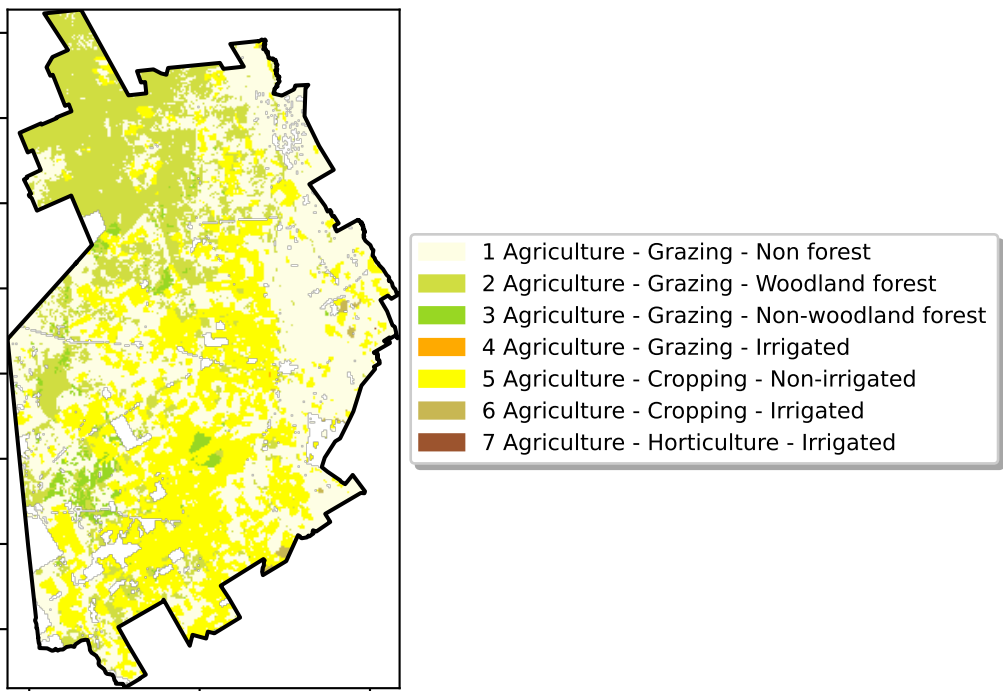 1 Agriculture - Grazing - Non forest
2 Agriculture - Grazing - Woodland forest
3 Agriculture - Grazing - Non-woodland forest
4 Agriculture - Grazing - Irrigated
5 Agriculture - Cropping - Non-irrigated
6 Agriculture - Cropping - Irrigated
7 Agriculture - Horticulture - Irrigated